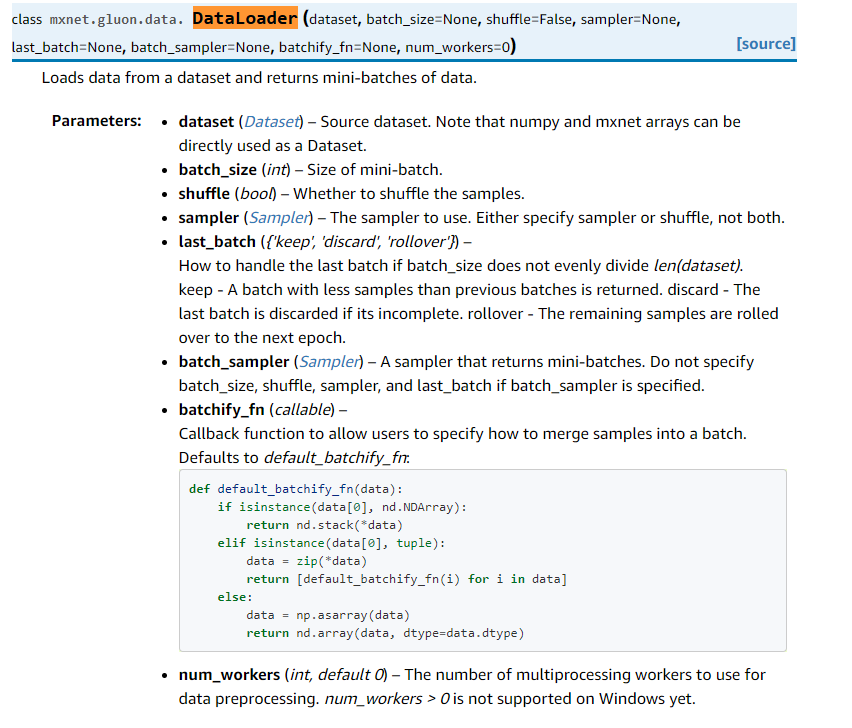 class mxnet.gluon.data. DataLoader (dataset, batch_size=None, shuffle=False, sampler=None,
last_batch=None, batch_sampler=None, batchify_fn=None, num_workers=0) [source]
Loads data from a dataset and returns mini-batches of data.
Parameters: • dataset (Dataset) – Source dataset. Note that numpy and mxnet arrays can be
directly used as a Dataset.
• batch_size (int) – Size of mini-batch.
• shuffle (bool) – Whether to shuffle the samples.
• sampler (Sampler) – The sampler to use. Either specify sampler or shuffle, not both.
• last_batch ({'keep', 'discard', 'rollover'}) –
How to handle the last batch if batch_size does not evenly divide len(dataset).
keep - A batch with less samples than previous batches is returned. discard - The
last batch is discarded if its incomplete. rollover - The remaining samples are rolled
over to the next epoch.
• batch_sampler (Sampler) – A sampler that returns mini-batches. Do not specify
batch_size, shuffle, sampler, and last_batch if batch_sampler is specified.
• batchify_fn (callable) –
Callback function to allow users to specify how to merge samples into a batch.
Defaults to default_batchify_fn:
def default_batchify_fn(data):
    if isinstance(data[0], nd.NDArray):
        return nd.stack(*data)
    elif isinstance(data[0], tuple):
        data = zip(*data)
        return [default_batchify_fn(i) for i in data]
    else:
        data = np.asarray(data)
        return nd.array(data, dtype=data.dtype)
• num_workers (int, default 0) – The number of multiprocessing workers to use for
data preprocessing. num_workers > 0 is not supported on Windows yet.